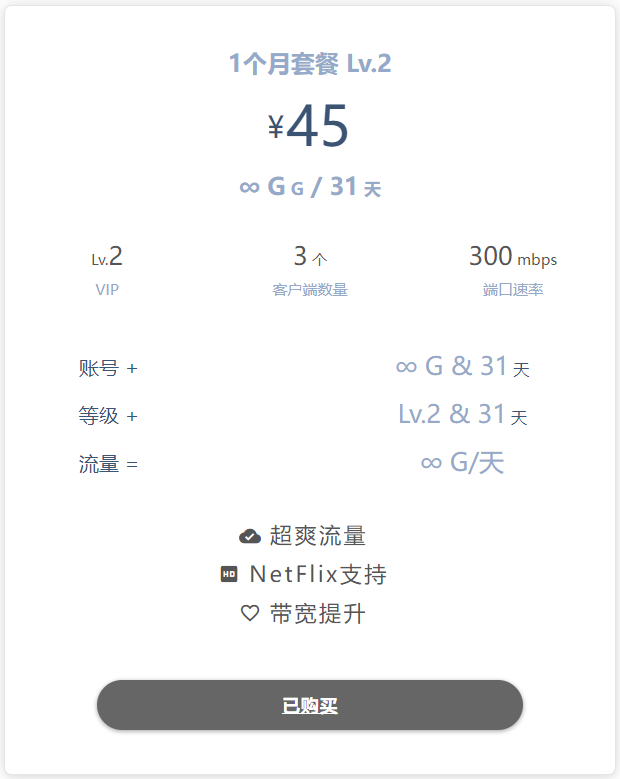 1个月套餐 Lv.2
¥45
∞ G G / 31 天
Lv.2 3 个 300 mbps
VIP 客户端数量 端口速率
账号 + ∞ G & 31 天
等级 + Lv.2 & 31 天
流量 = ∞ G/天
超爽流量
HD NetFlix支持
带宽提升
已购买